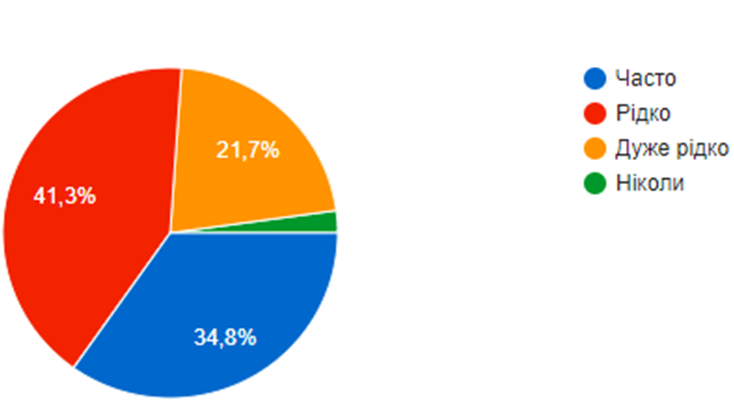 Часто
Рідко
Дуже рідко
Ніколи
21,7%
41,3%
34,8%